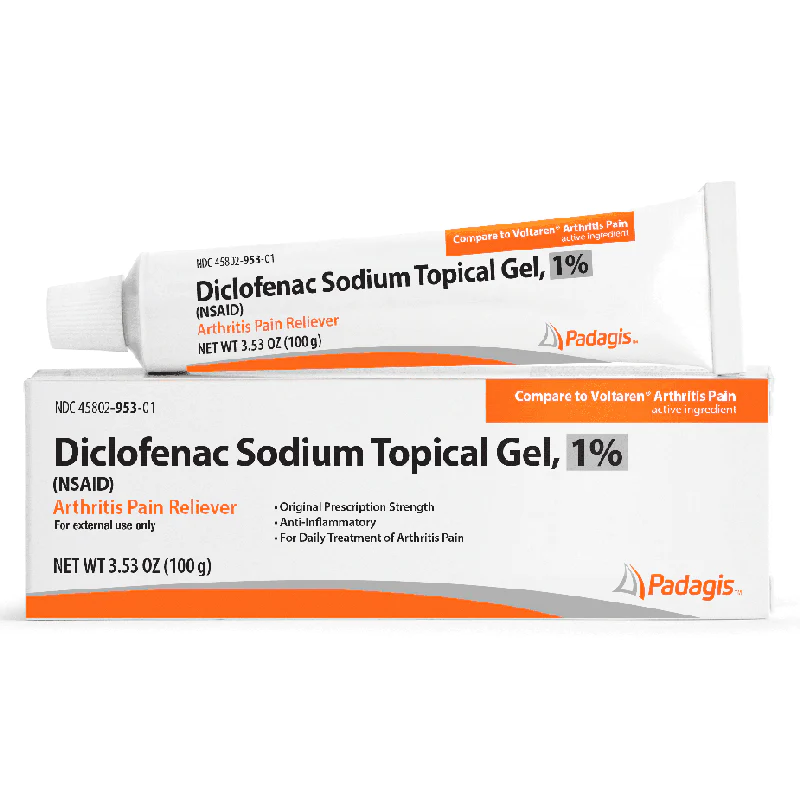 Compare to Voltaren® Arthritis Pain
active ingredient
NDC 45802-953-01
Diclofenac Sodium Topical Gel, 1%
(NSAID)
Arthritis Pain Reliever
NET WT 3.53 OZ (100 g)
Padagis™
NDC 45802-953-01
Compare to Voltaren® Arthritis Pain
active ingredient
Diclofenac Sodium Topical Gel, 1%
(NSAID)
Arthritis Pain Reliever
For external use only
• Original Prescription Strength
• Anti-Inflammatory
• For Daily Treatment of Arthritis Pain
NET WT 3.53 OZ (100 g)
Padagis™